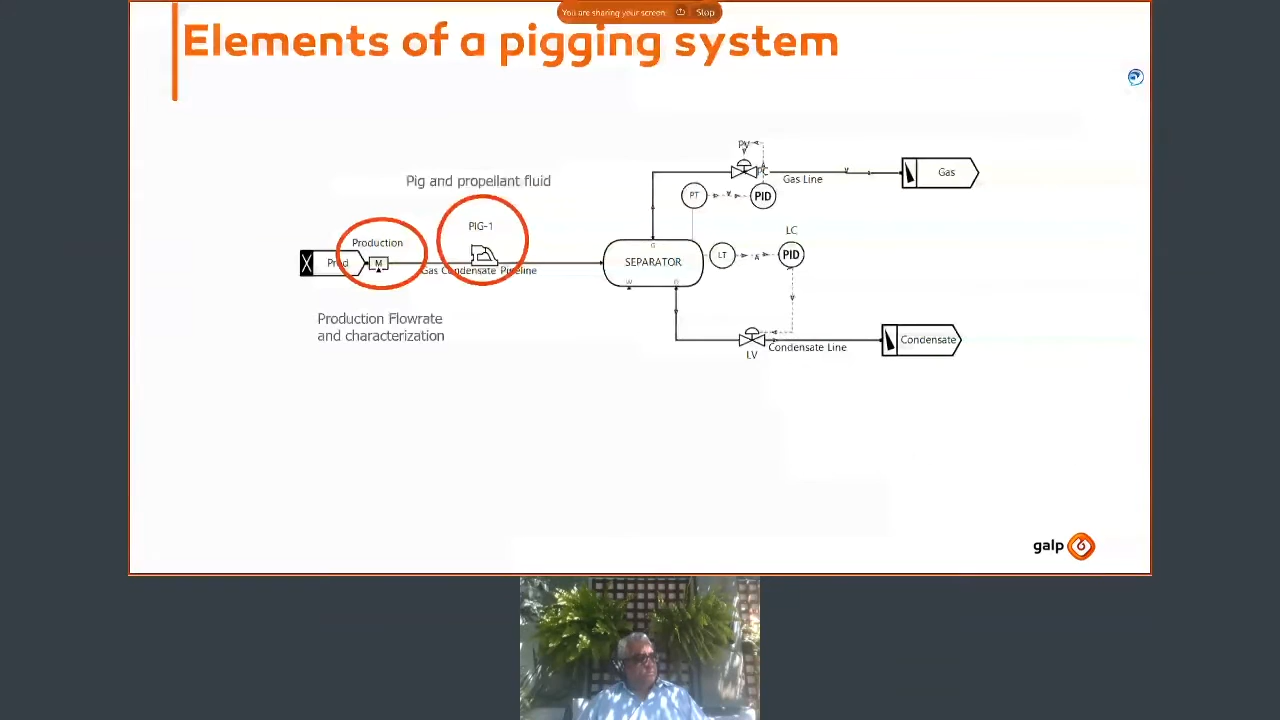 You are sharing your screen. Stop
Elements of a pigging system
PV
Pig and propellant fluid
Gas Line
Gas
PT
PID
PIG-1
LC
Production
Prod
M
Gas Condensate Pipeline
G
SEPARATOR
LT
PID
W
Production Flowrate
and characterization
LV
Condensate Line
Condensate
galp